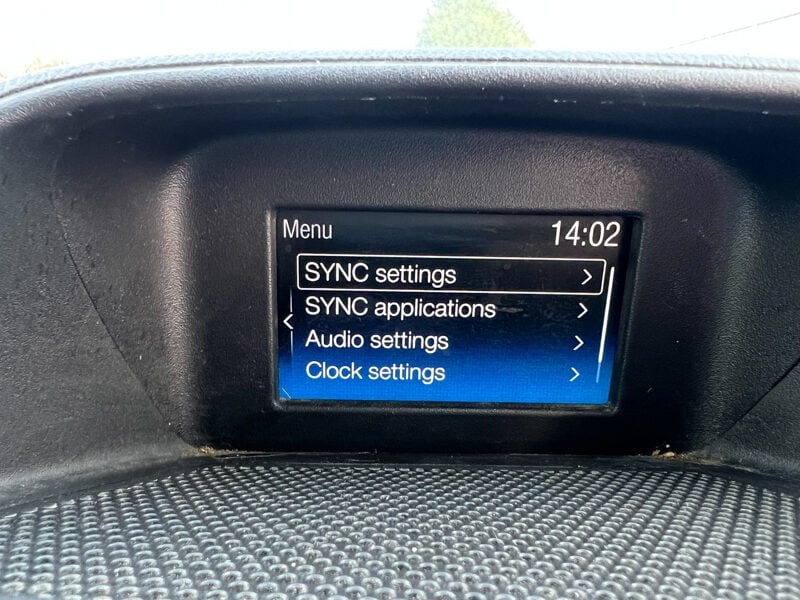 Menu 14:02
SYNC settings
SYNC applications
Audio settings
Clock settings